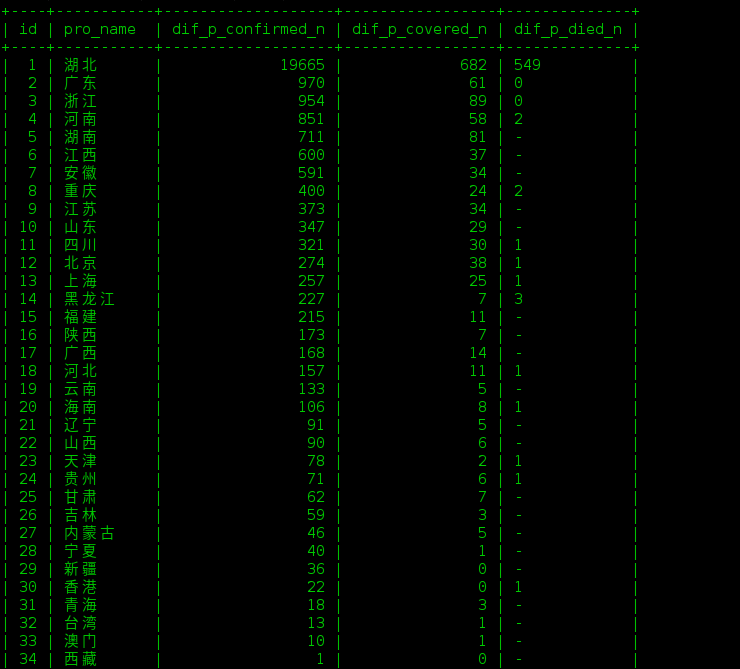 +----+-----------+-------------------+-----------------+--------------+
| id | pro_name  | dif_p_confirmed_n | dif_p_covered_n | dif_p_died_n |
+----+-----------+-------------------+-----------------+--------------+
|  1 | 湖北      |             19665 |             682 | 549          |
|  2 | 广东      |               970 |              61 | 0            |
|  3 | 浙江      |               954 |              89 | 0            |
|  4 | 河南      |               851 |              58 | 2            |
|  5 | 湖南      |               711 |              81 | -            |
|  6 | 江西      |               600 |              37 | -            |
|  7 | 安徽      |               591 |              34 | -            |
|  8 | 重庆      |               400 |              24 | 2            |
|  9 | 江苏      |               373 |              34 | -            |
| 10 | 山东      |               347 |              29 | -            |
| 11 | 四川      |               321 |              30 | 1            |
| 12 | 北京      |               274 |              38 | 1            |
| 13 | 上海      |               257 |              25 | 1            |
| 14 | 黑龙江    |               227 |               7 | 3            |
| 15 | 福建      |               215 |              11 | -            |
| 16 | 陕西      |               173 |               7 | -            |
| 17 | 广西      |               168 |              14 | -            |
| 18 | 河北      |               157 |              11 | 1            |
| 19 | 云南      |               133 |               5 | -            |
| 20 | 海南      |               106 |               8 | 1            |
| 21 | 辽宁      |                91 |               5 | -            |
| 22 | 山西      |                90 |               6 | -            |
| 23 | 天津      |                78 |               2 | 1            |
| 24 | 贵州      |                71 |               6 | 1            |
| 25 | 甘肃      |                62 |               7 | -            |
| 26 | 吉林      |                59 |               3 | -            |
| 27 | 内蒙古    |                46 |               5 | -            |
| 28 | 宁夏      |                40 |               1 | -            |
| 29 | 新疆      |                36 |               0 | -            |
| 30 | 香港      |                22 |               0 | 1            |
| 31 | 青海      |                18 |               3 | -            |
| 32 | 台湾      |                13 |               1 | -            |
| 33 | 澳门      |                10 |               1 | -            |
| 34 | 西藏      |                 1 |               0 | -            |